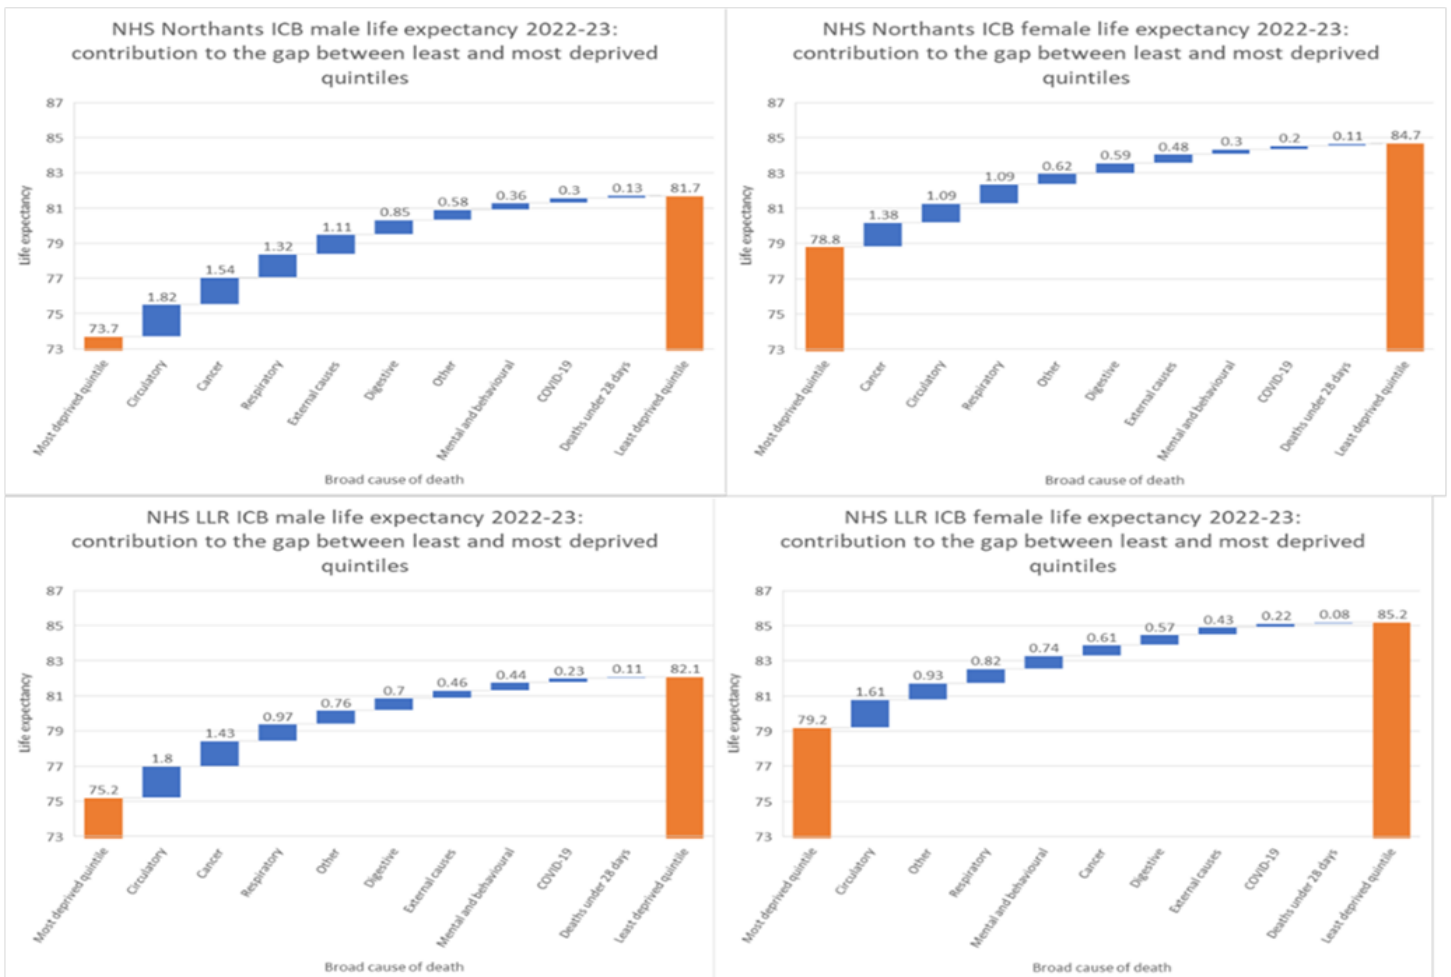 NHS Northants ICB male life expectancy 2022-23:
contribution to the gap between least and most deprived
quintiles
87
85
83
81
79
77
75
73
Life expectancy
73.7
1.82
1.54
1.32
1.11
0.85
0.58
0.36
0.3
0.13
81.7
Most deprived quintile
Circulatory
Cancer
Respiratory
External causes
Digestive
Other
Mental and behavioural
COVID-19
Deaths under 28 days
Least deprived quintile
Broad cause of death
NHS Northants ICB female life expectancy 2022-23:
contribution to the gap between least and most deprived
quintiles
87
85
83
81
79
77
75
73
Life expectancy
78.8
1.38
1.09
1.09
0.62
0.59
0.48
0.3
0.2
0.11
84.7
Most deprived quintile
Cancer
Circulatory
Respiratory
Other
Digestive
External causes
Mental and behavioural
COVID-19
Deaths under 28 days
Least deprived quintile
Broad cause of death
NHS LLR ICB male life expectancy 2022-23:
contribution to the gap between least and most deprived
quintiles
87
85
83
81
79
77
75
73
Life expectancy
75.2
1.8
1.43
0.97
0.76
0.7
0.46
0.44
0.23
0.11
82.1
Most deprived quintile
Circulatory
Cancer
Respiratory
Other
Digestive
External causes
Mental and behavioural
COVID-19
Deaths under 28 days
Least deprived quintile
Broad cause of death
NHS LLR ICB female life expectancy 2022-23:
contribution to the gap between least and most deprived
quintiles
87
85
83
81
79
77
75
73
Life expectancy
79.2
1.61
0.93
0.82
0.74
0.61
0.57
0.43
0.22
0.08
85.2
Most deprived quintile
Circulatory
Other
Respiratory
Mental and behavioural
Cancer
Digestive
External causes
COVID-19
Deaths under 28 days
Least deprived quintile
Broad cause of death